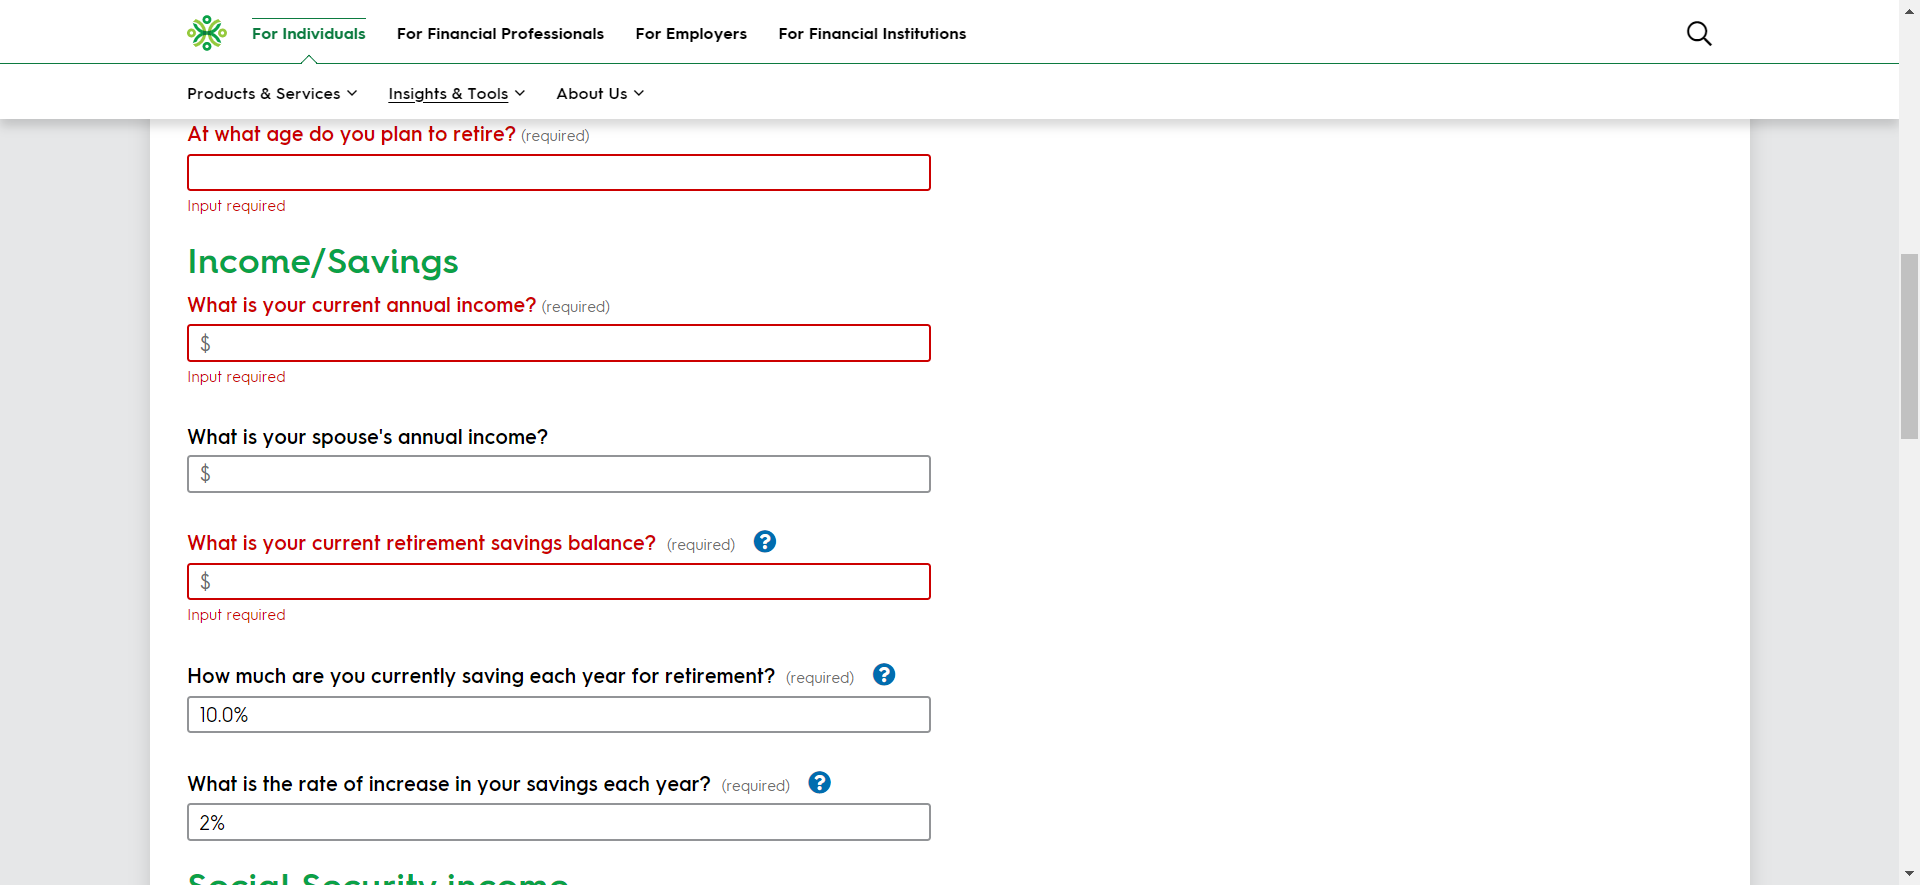 For Individuals For Financial Professionals For Employers For Financial Institutions
Products & Services Insights & Tools About Us
At what age do you plan to retire? (required)
Input required
Income/Savings
What is your current annual income? (required)
$
Input required
What is your spouse's annual income?
$
What is your current retirement savings balance? (required) ?
$
Input required
How much are you currently saving each year for retirement? (required) ?
10.0%
What is the rate of increase in your savings each year? (required) ?
2%
Social Security income